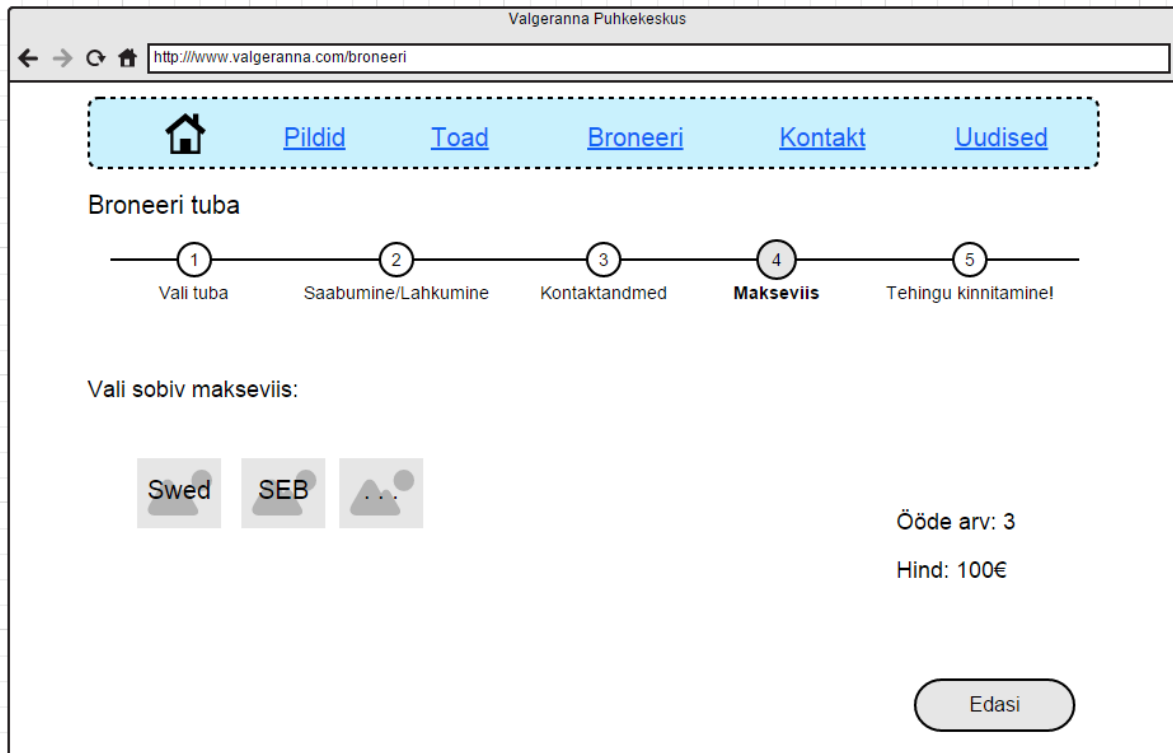 Valgeranna Puhkekeskus
http:///www.valgeranna.com/broneeri
Pildid Toad Broneeri Kontakt Uudised
Broneeri tuba
1 2 3 4 5
Vali tuba Saabumine/Lahkumine Kontaktandmed Makseviis Tehingu kinnitamine!
Vali sobiv makseviis:
Swed SEB . . .
Ööde arv: 3
Hind: 100€
Edasi